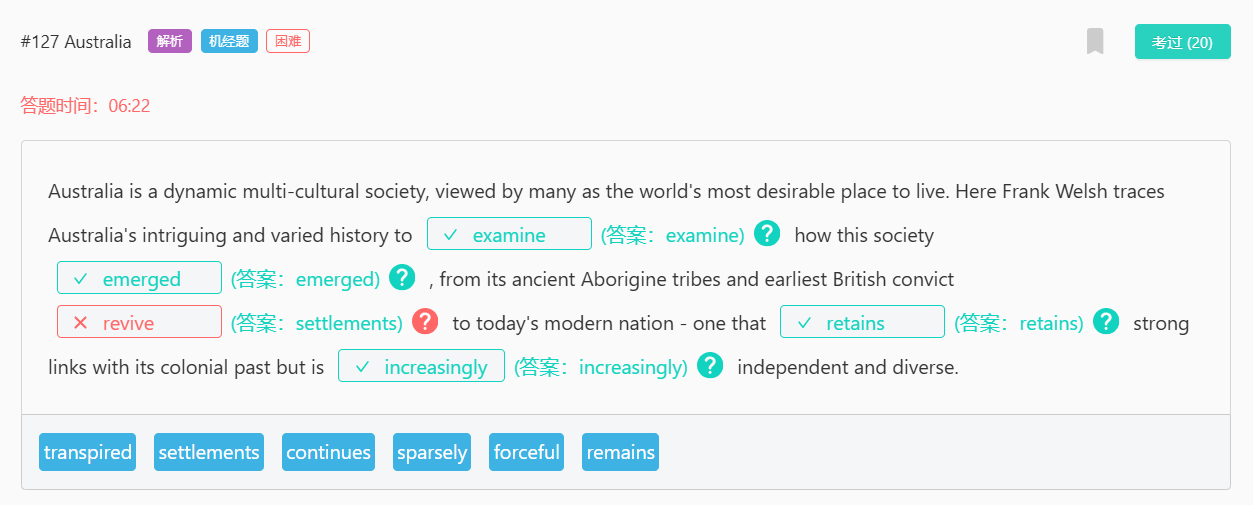 #127 Australia 解析 机经题 困难 考过 (20)
答题时间：06:22
Australia is a dynamic multi-cultural society, viewed by many as the world's most desirable place to live. Here Frank Welsh traces
Australia's intriguing and varied history to ✓ examine (答案：examine) ? how this society
✓ emerged (答案：emerged) ? , from its ancient Aborigine tribes and earliest British convict
✕ revive (答案：settlements) ? to today's modern nation - one that ✓ retains (答案：retains) ? strong
links with its colonial past but is ✓ increasingly (答案：increasingly) ? independent and diverse.
transpired settlements continues sparsely forceful remains